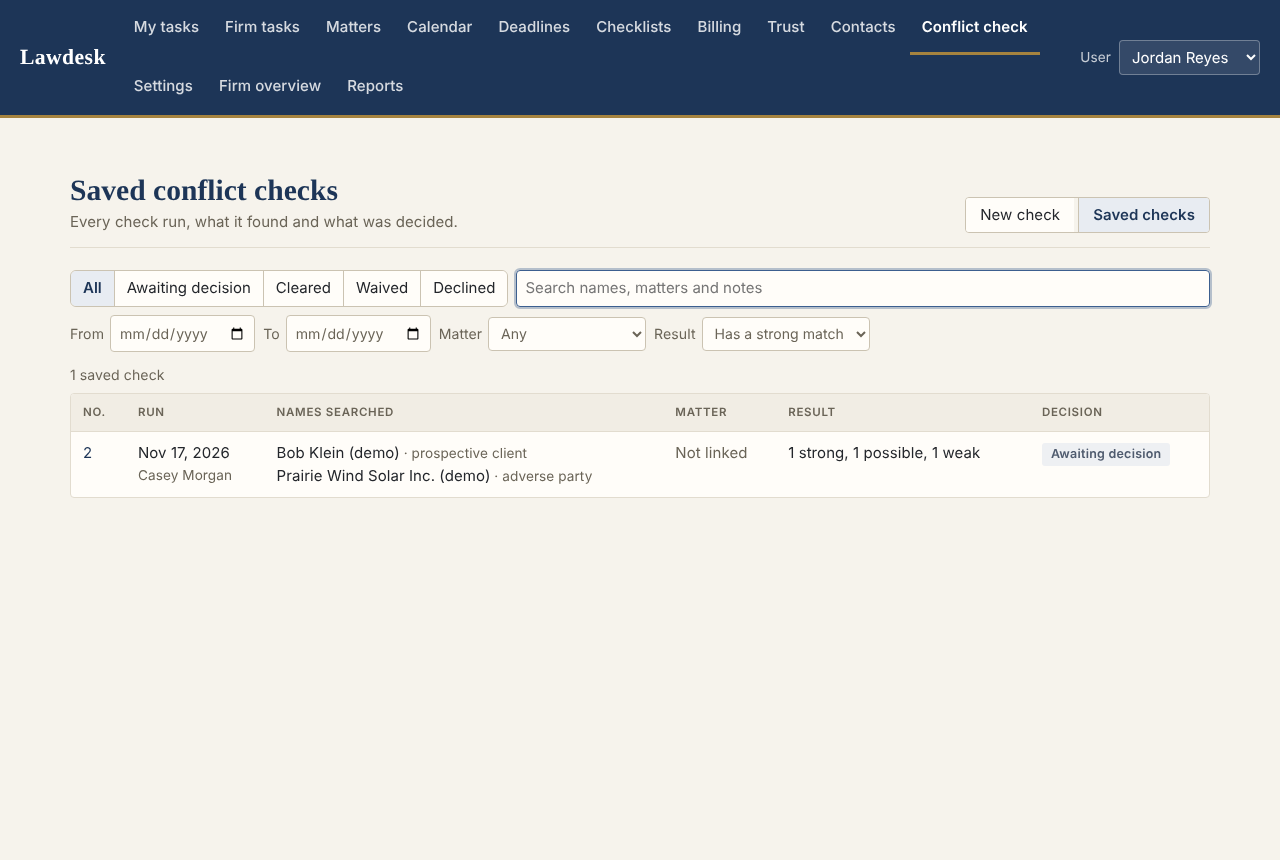 Lawdesk
My tasks Firm tasks Matters Calendar Deadlines Checklists Billing Trust Contacts Conflict check
Settings Firm overview Reports
User Jordan Reyes
Saved conflict checks
Every check run, what it found and what was decided.
New check Saved checks
All Awaiting decision Cleared Waived Declined Search names, matters and notes
From mm/dd/yyyy To mm/dd/yyyy Matter Any Result Has a strong match
1 saved check
NO. RUN NAMES SEARCHED MATTER RESULT DECISION
2 Nov 17, 2026 Bob Klein (demo) · prospective client Not linked 1 strong, 1 possible, 1 weak Awaiting decision
Casey Morgan Prairie Wind Solar Inc. (demo) · adverse party